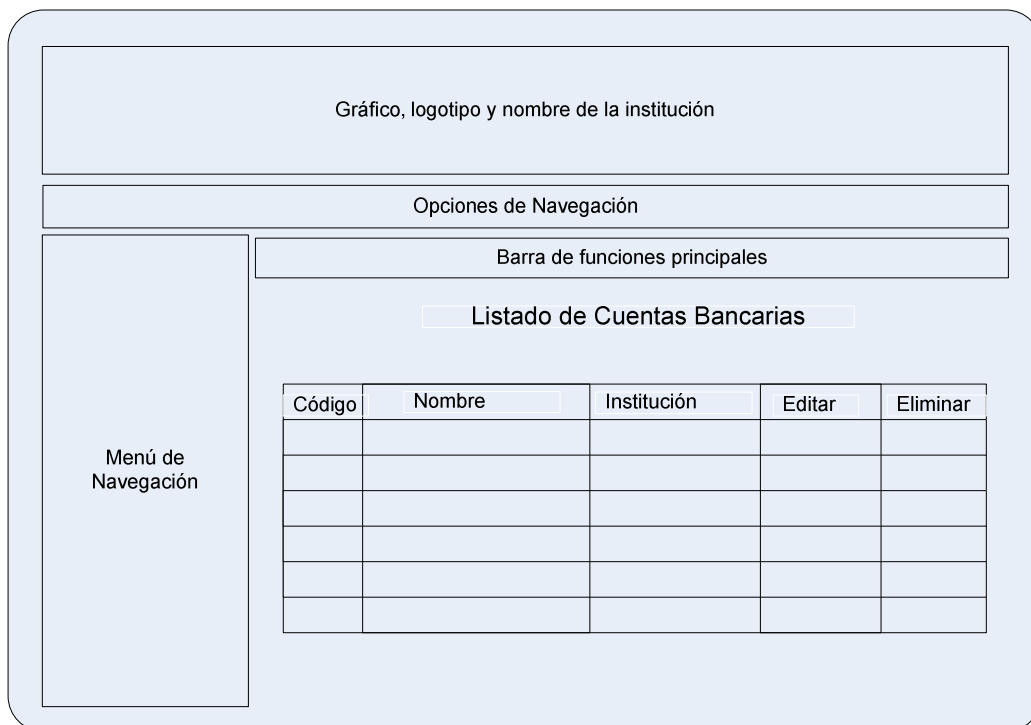 Gráfico, logotipo y nombre de la institución
Opciones de Navegación
Barra de funciones principales
Menú de
Navegación
Listado de Cuentas Bancarias
Código Nombre Institución Editar Eliminar